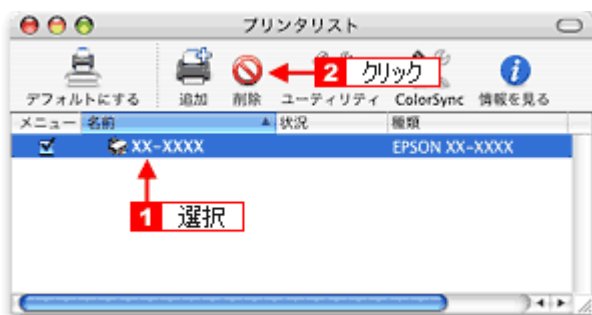 プリンタリスト
2 クリック
デフォルトにする 追加 削除 ユーティリティ ColorSync 情報を見る
メニュー 名前 状況 種類
XX-XXXX EPSON XX-XXXX
1 選択